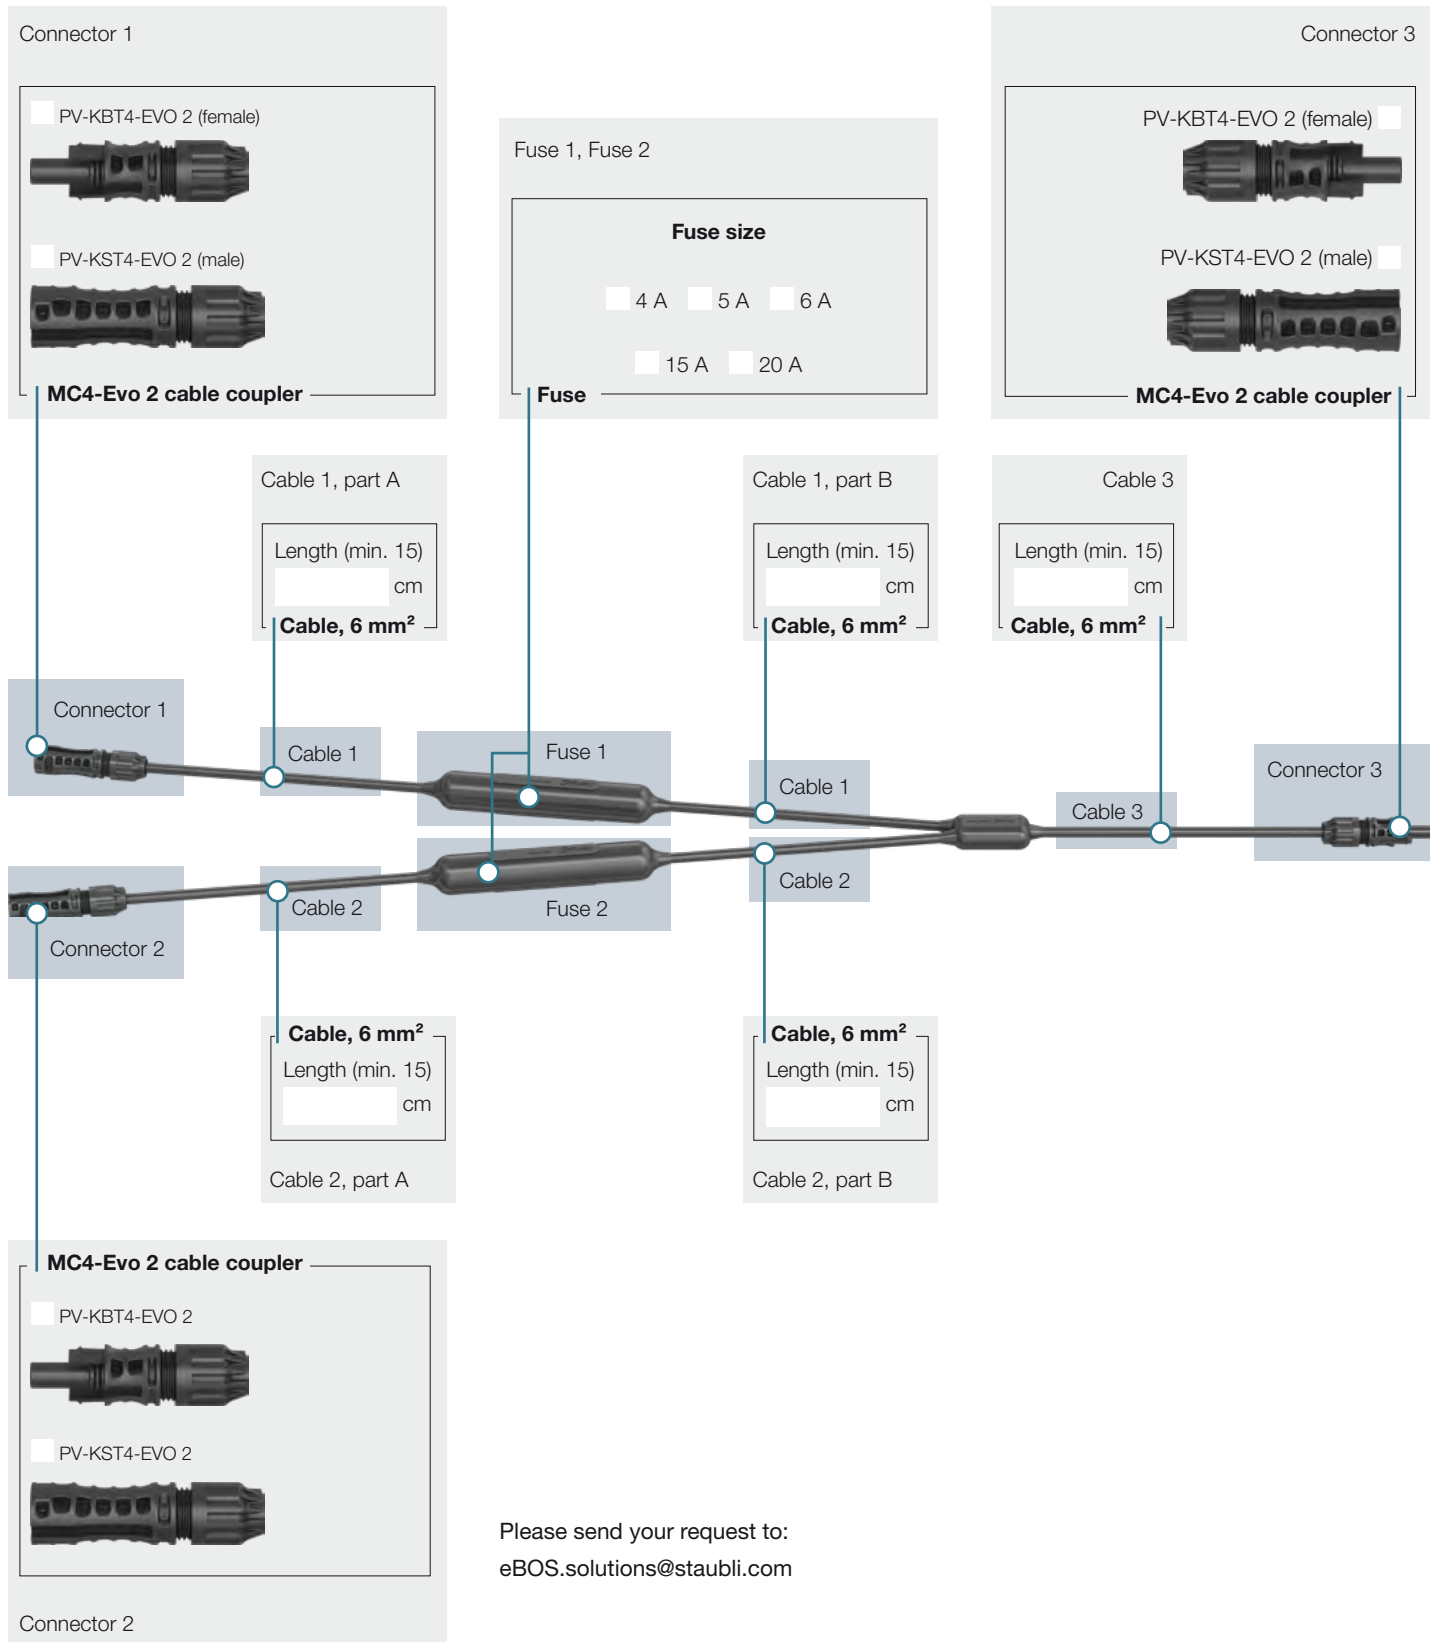 Connector 1
PV-KBT4-EVO 2 (female)
PV-KST4-EVO 2 (male)
MC4-Evo 2 cable coupler
Fuse 1, Fuse 2
Fuse size
4 A 5 A 6 A
15 A 20 A
Fuse
Connector 3
PV-KBT4-EVO 2 (female)
PV-KST4-EVO 2 (male)
MC4-Evo 2 cable coupler
Cable 1, part A
Length (min. 15)
cm
Cable, 6 mm²
Cable 1, part B
Length (min. 15)
cm
Cable, 6 mm²
Cable 3
Length (min. 15)
cm
Cable, 6 mm²
Connector 1
Cable 1
Fuse 1
Cable 1
Cable 3
Connector 3
Connector 2
Cable 2
Fuse 2
Cable 2
Cable, 6 mm²
Length (min. 15)
cm
Cable 2, part A
Cable, 6 mm²
Length (min. 15)
cm
Cable 2, part B
MC4-Evo 2 cable coupler
PV-KBT4-EVO 2
PV-KST4-EVO 2
Connector 2
Please send your request to:
eBOS.solutions@staubli.com